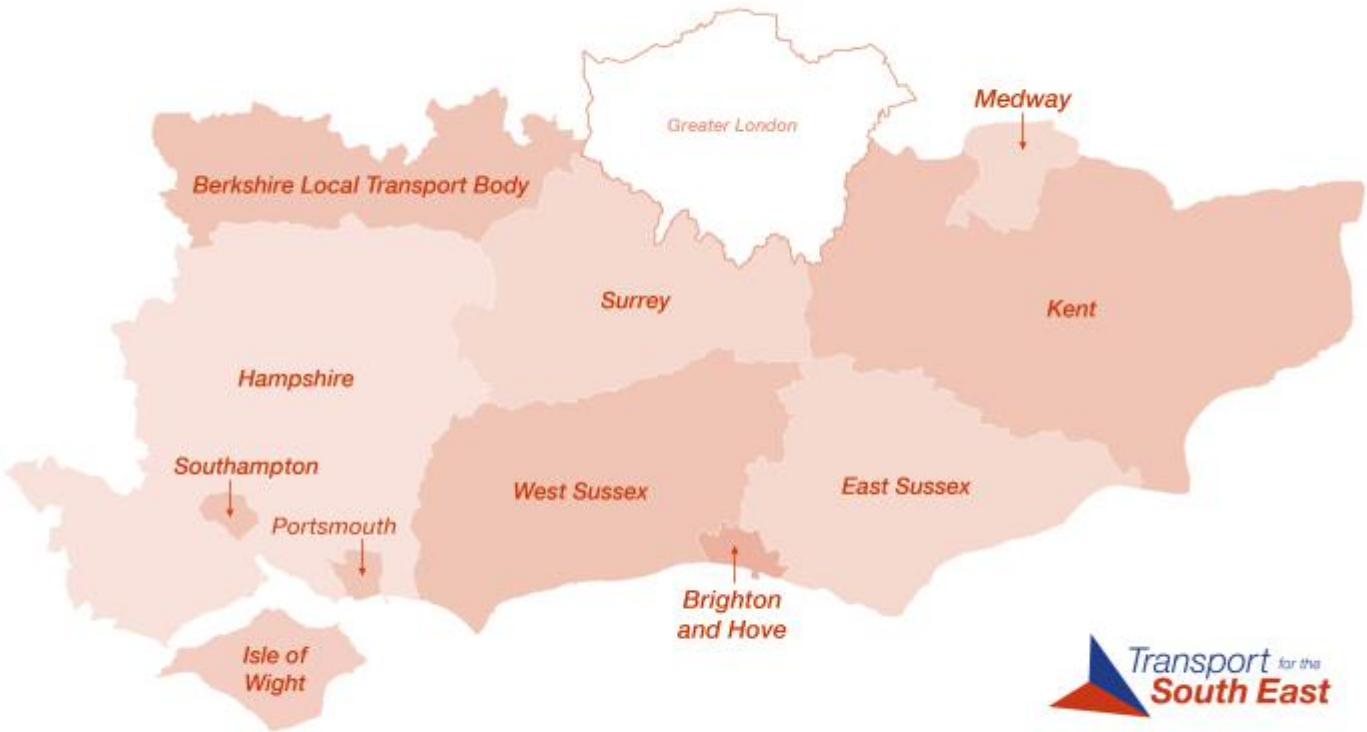 Greater London
Medway
Berkshire Local Transport Body
Surrey
Kent
Hampshire
Southampton
West Sussex
East Sussex
Portsmouth
Brighton
and Hove
Isle of
Wight
Transport for the
South East